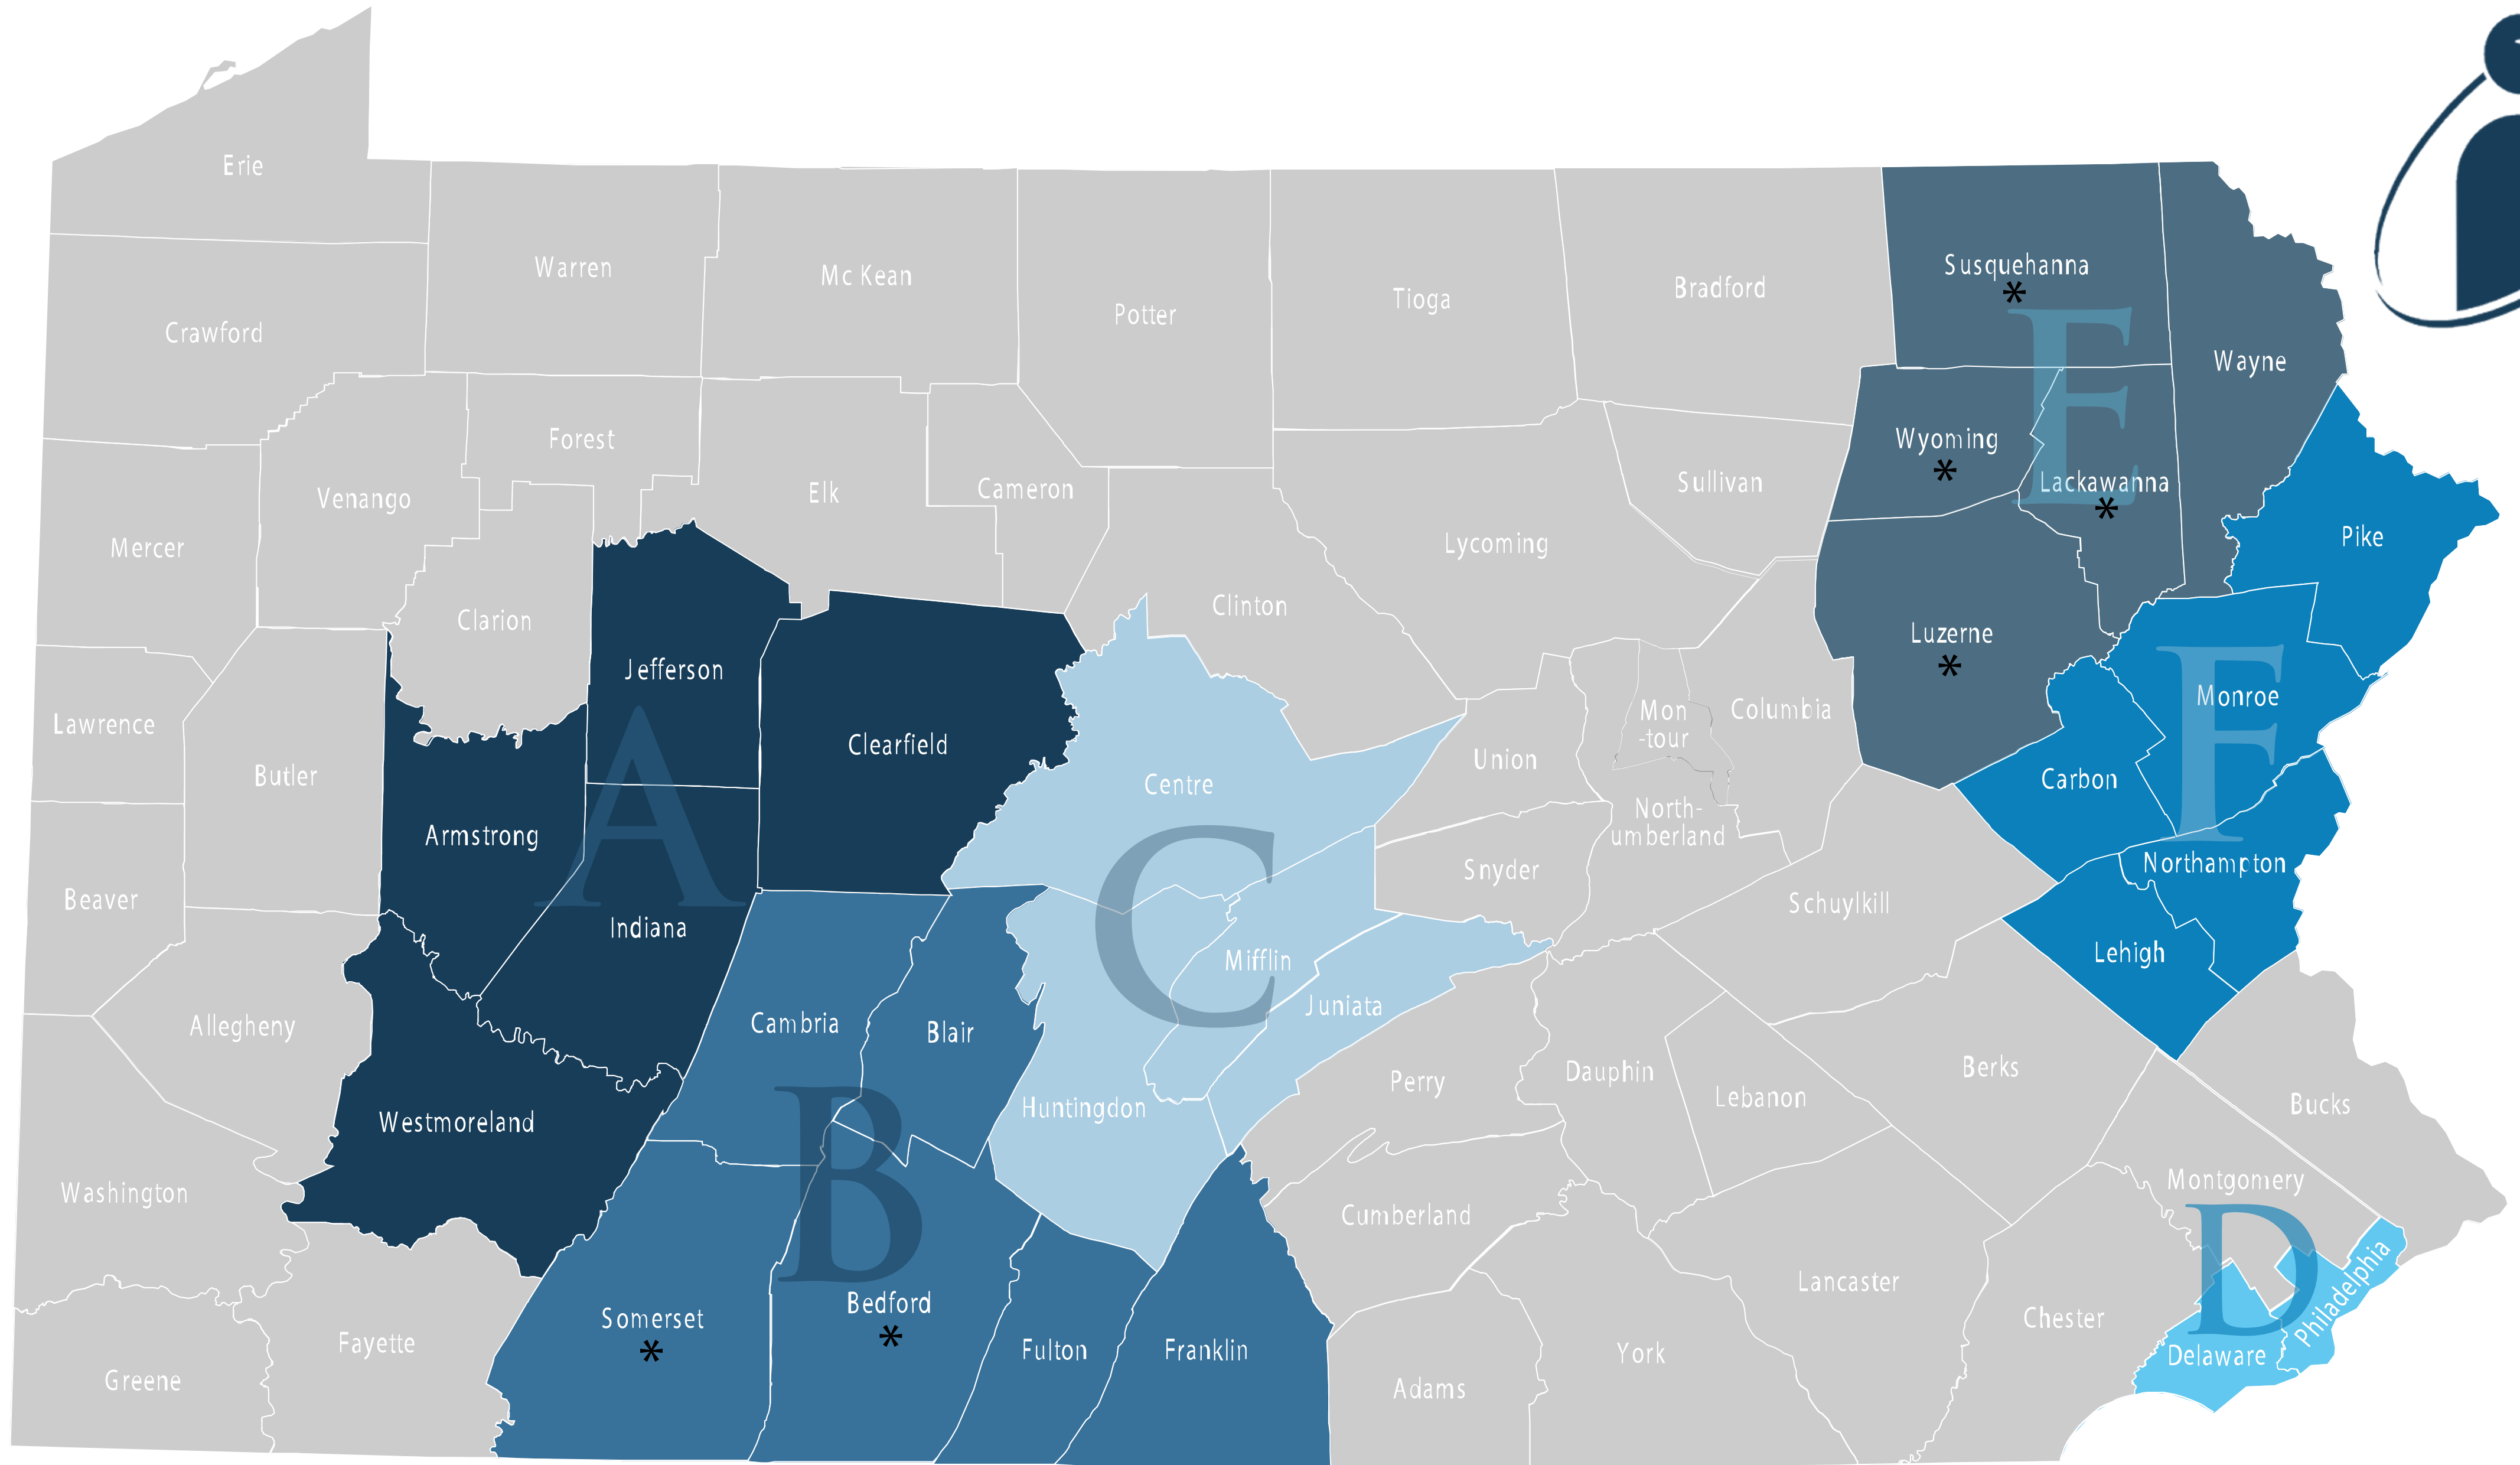 Erie
Warren
Mc Kean
Susquehanna
*
Bradford
Tioga
Potter
Crawford
E
Wayne
Forest
Wyoming
*
Lackawanna
*
Sullivan
Cameron
Elk
Venango
Pike
Lycoming
Mercer
Clinton
Clarion
Luzerne
*
Jefferson
F
Monroe
Mon
-tour
Columbia
Lawrence
A
Clearfield
Union
Butler
Centre
Carbon
North-
umberland
Armstrong
Northampton
Snyder
Schuylkill
Beaver
Indiana
C
Lehigh
Mifflin
Juniata
Allegheny
Cambria
Blair
Berks
Dauphin
Perry
Lebanon
Bucks
Huntingdon
Westmoreland
Montgomery
B
Washington
Cumberland
D
Philadelphia
Lancaster
Bedford
*
Somerset
*
Chester
Fayette
Fulton
Franklin
York
Delaware
Greene
Adams